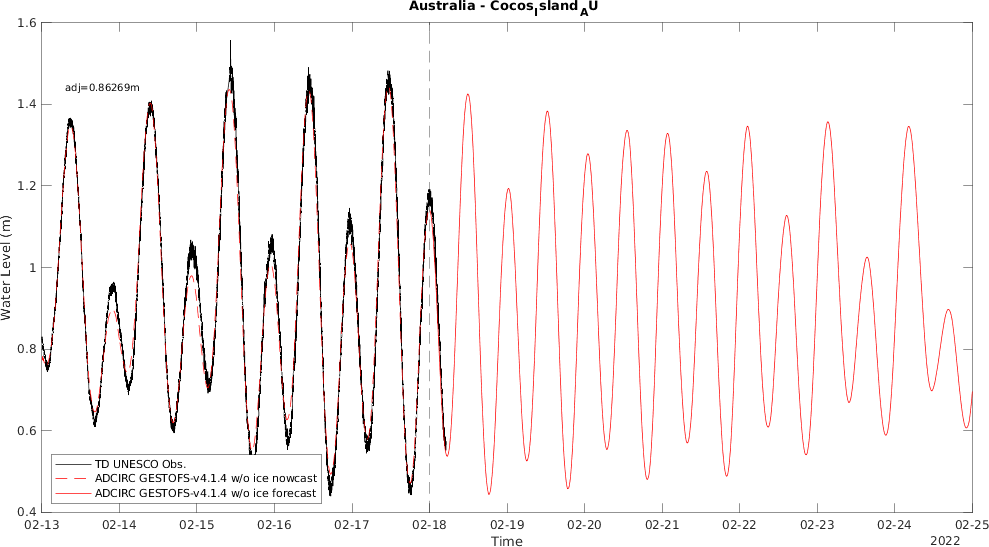 Australia - Cocos_Island_AU
1.6
adj=0.86269m
1.4
1.2
1
0.8
0.6
0.4
Water Level (m)
TD UNESCO Obs.
ADCIRC GESTOFS-v4.1.4 w/o ice nowcast
ADCIRC GESTOFS-v4.1.4 w/o ice forecast
02-13 02-14 02-15 02-16 02-17 02-18 02-19 02-20 02-21 02-22 02-23 02-24 02-25
Time
2022